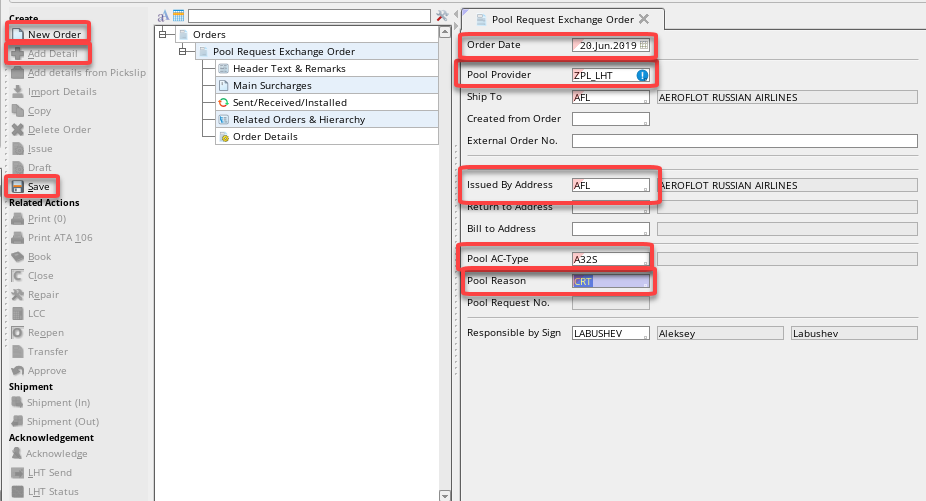 Create
New Order
Add Detail
Add details from Pickslip
Import Details
Copy
Delete Order
Issue
Draft
Save
Related Actions
Print (0)
Print ATA 106
Book
Close
Repair
LCC
Reopen
Transfer
Approve
Shipment
Shipment (In)
Shipment (Out)
Acknowledgement
Acknowledge
LHT Send
LHT Status
Orders
Pool Request Exchange Order
Header Text & Remarks
Main Surcharges
Sent/Received/Installed
Related Orders & Hierarchy
Order Details
Pool Request Exchange Order
Order Date 20.Jun.2019
Pool Provider ZPL_LHT
Ship To AFL AEROFLOT RUSSIAN AIRLINES
Created from Order
External Order No.
Issued By Address AFL AEROFLOT RUSSIAN AIRLINES
Return to Address
Bill to Address
Pool AC-Type A32S
Pool Reason CRT
Pool Request No.
Responsible by Sign LABUSHEV Aleksey Labushev